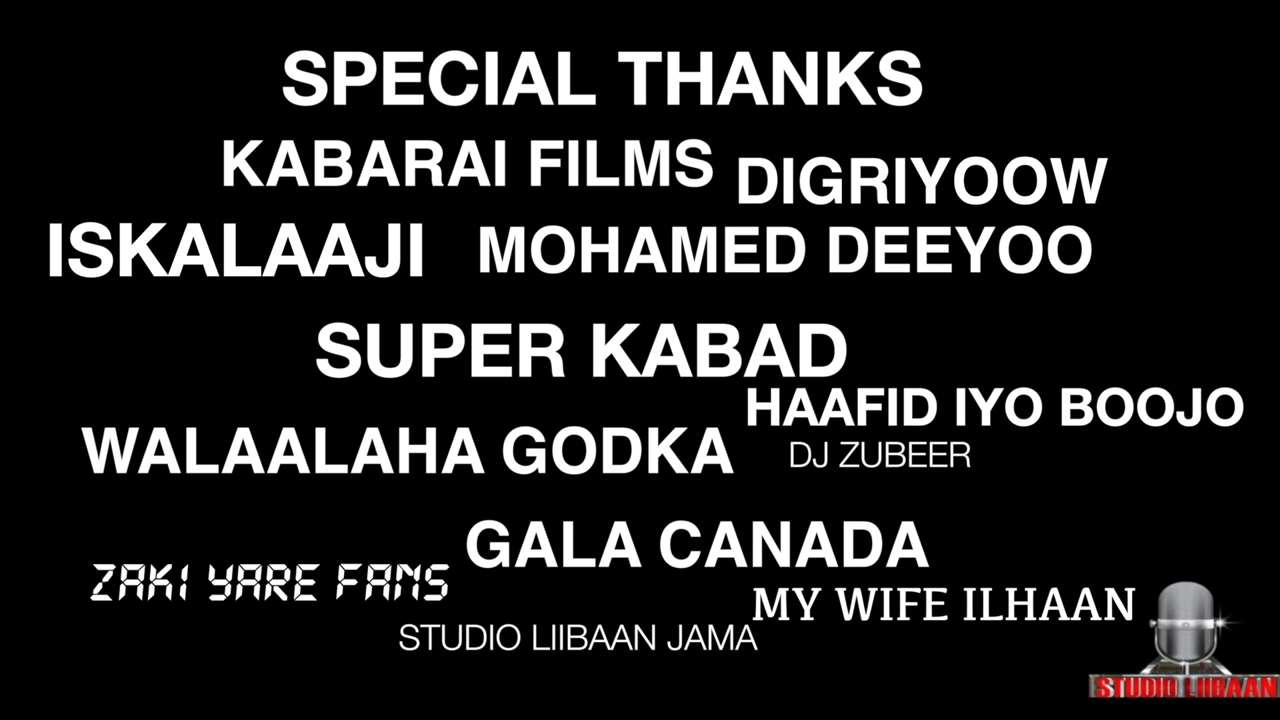 SPECIAL THANKS
KABARAI FILMS
DIGRIYOOW
ISKALAAJI
MOHAMED DEEYOO
SUPER KABAD
HAAFID IYO BOOJO
WALAALAHA GODKA
DJ ZUBEER
GALA CANADA
ZAKI YARE FANS
MY WIFE ILHAAN
STUDIO LIIBAAN JAMA
STUDIO LIIBAAN